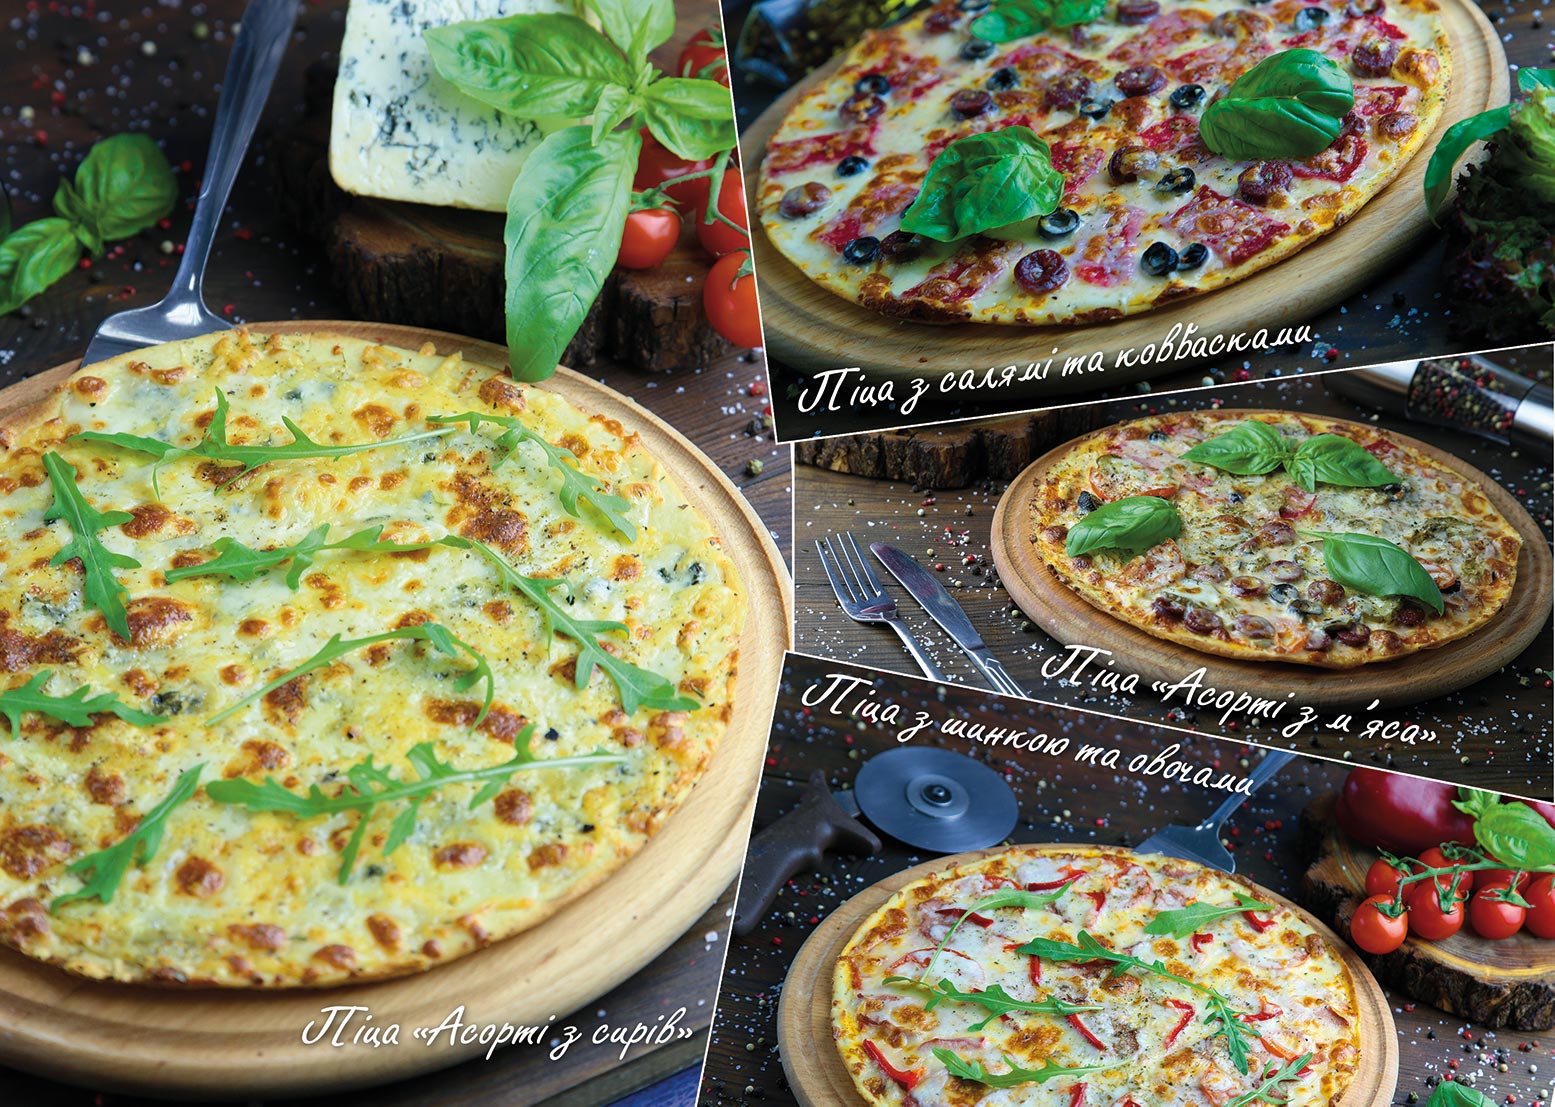 Піца з салямі та ковбасками
Піца «Асорті з м'яса»
Піца з шинкою та овочами
Піца «Асорті з сирів»